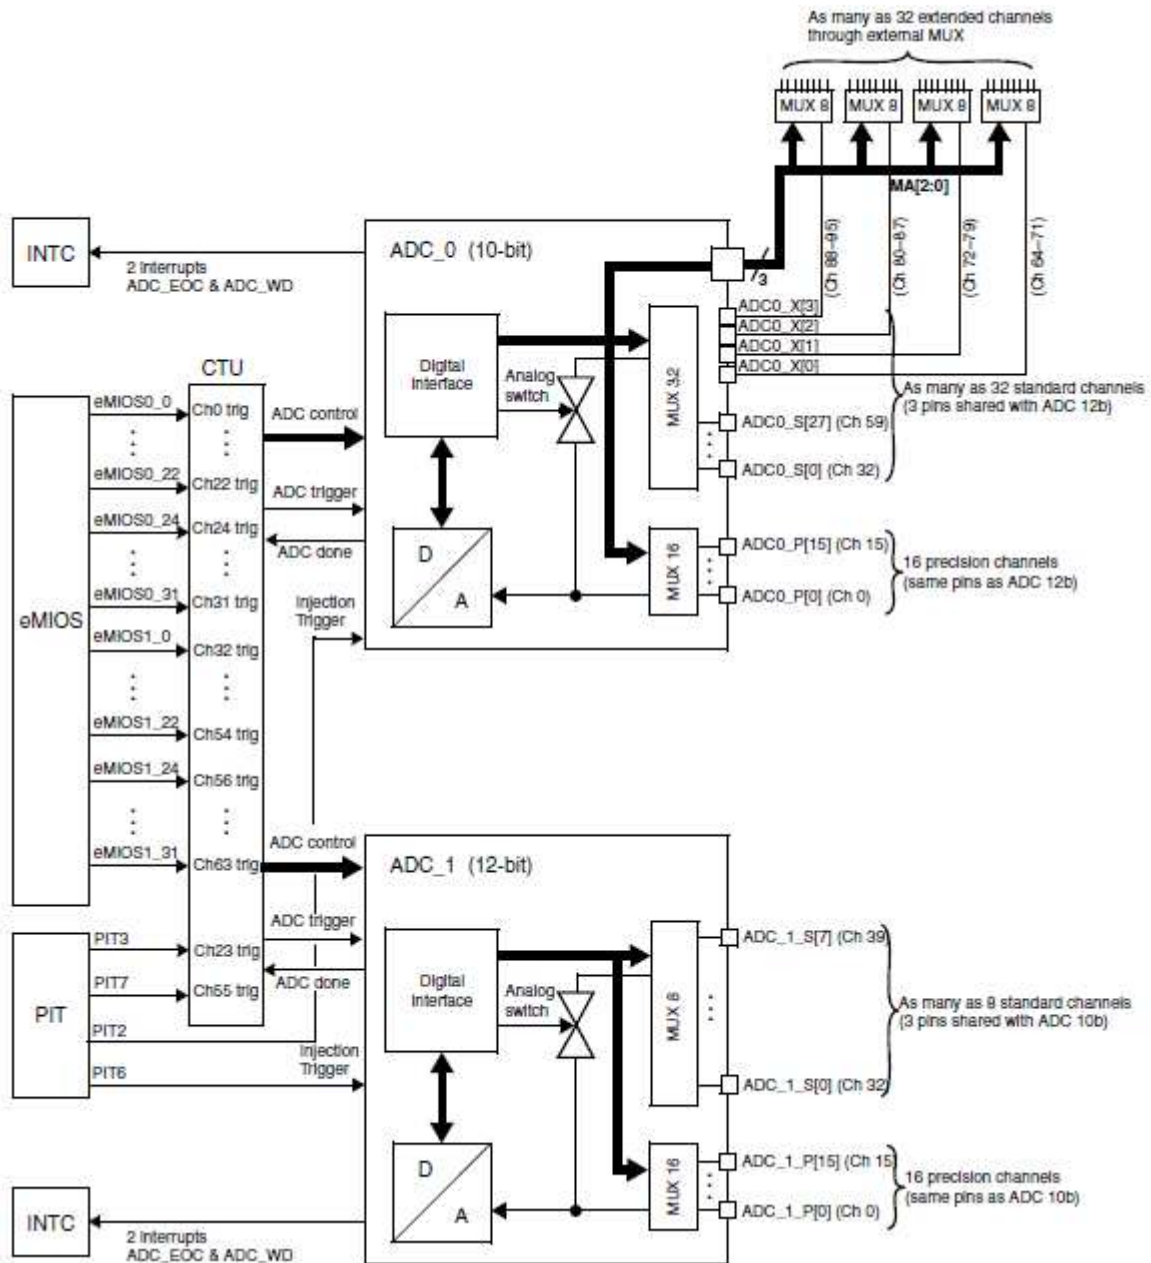 As many as 32 extended channels
through external MUX
MUX 8
MUX 8
MUX 8
MUX 8
MA[2:0]
(Ch 88–95)
(Ch 80–87)
(Ch 72–79)
(Ch 64–71)
3
INTC
2 Interrupts
ADC_EOC & ADC_WD
ADC_0 (10-bit)
Digital
Interface
Analog
switch
MUX 32
ADC0_X[3]
ADC0_X[2]
ADC0_X[1]
ADC0_X[0]
As many as 32 standard channels
(3 pins shared with ADC 12b)
ADC0_S[27] (Ch 59)
ADC0_S[0] (Ch 32)
D
A
MUX 16
ADC0_P[15] (Ch 15)
ADC0_P[0] (Ch 0)
16 precision channels
(same pins as ADC 12b)
CTU
eMIOS
eMIOS0_0
Ch0 trig
ADC control
eMIOS0_22
Ch22 trig
ADC trigger
eMIOS0_24
Ch24 trig
ADC done
eMIOS0_31
Ch31 trig
Injection
Trigger
eMIOS1_0
Ch32 trig
eMIOS1_22
Ch54 trig
eMIOS1_24
Ch56 trig
eMIOS1_31
Ch63 trig
ADC control
PIT
PIT3
Ch23 trig
ADC trigger
PIT7
Ch55 trig
ADC done
PIT2
PIT6
Injection
Trigger
ADC_1 (12-bit)
Digital
Interface
Analog
switch
MUX 8
ADC_1_S[7] (Ch 39)
ADC_1_S[0] (Ch 32)
As many as 8 standard channels
(3 pins shared with ADC 10b)
D
A
MUX 16
ADC_1_P[15] (Ch 15)
ADC_1_P[0] (Ch 0)
16 precision channels
(same pins as ADC 10b)
INTC
2 Interrupts
ADC_EOC & ADC_WD